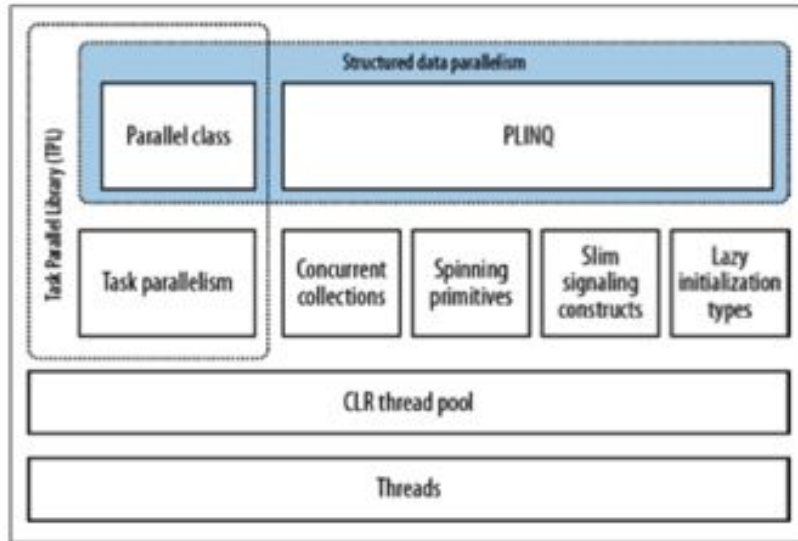 Structured data parallelism
Task Parallel Library (TPL)
Parallel class
PLINQ
Task parallelism
Concurrent
collections
Spinning
primitives
Slim
signaling
constructs
Lazy
initialization
types
CLR thread pool
Threads